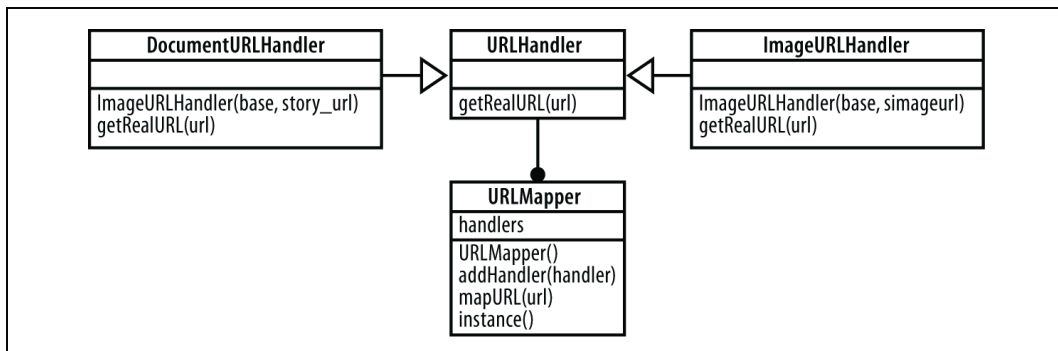 DocumentURLHandler
ImageURLHandler(base, story_url)
getRealURL(url)
URLHandler
getRealURL(url)
ImageURLHandler
ImageURLHandler(base, simageurl)
getRealURL(url)
URLMapper
handlers
URLMapper()
addHandler(handler)
mapURL(url)
instance()